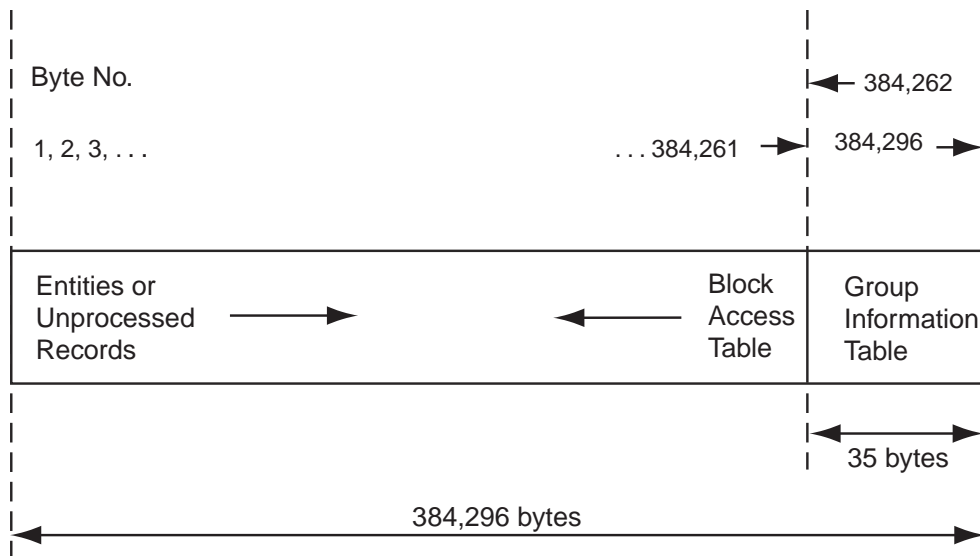 Byte No.
384,262
1, 2, 3, . . .
. . . 384,261
384,296
Entities or
Unprocessed
Records
Block
Access
Table
Group
Information
Table
35 bytes
384,296 bytes